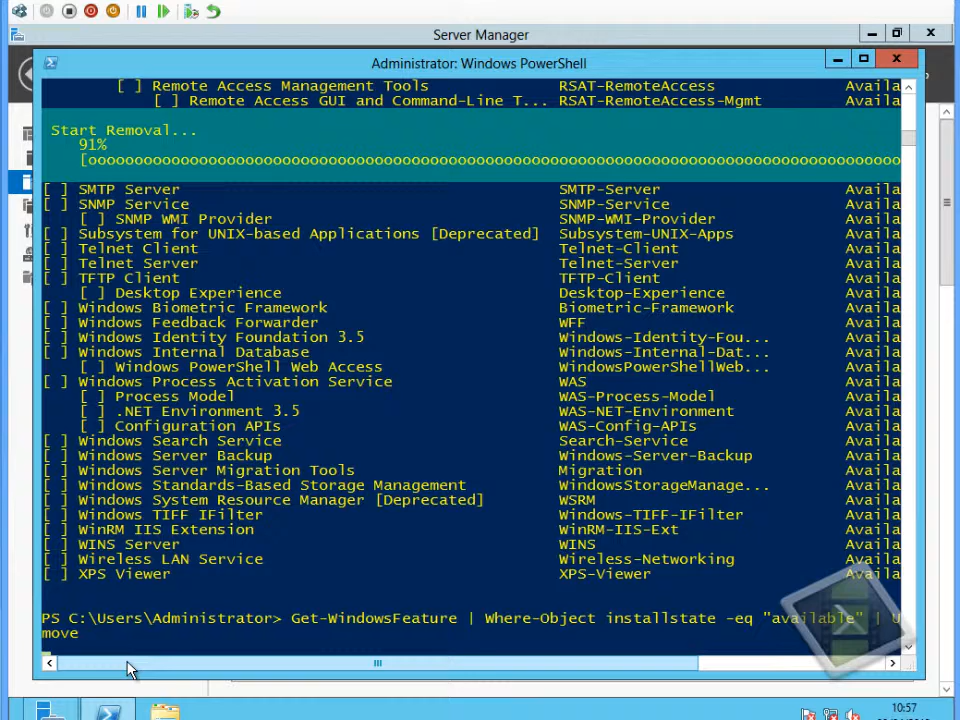 Server Manager
Administrator: Windows PowerShell
[ ] Remote Access Management Tools RSAT-RemoteAccess Availa
[ ] Remote Access GUI and Command-Line T... RSAT-RemoteAccess-Mgmt Availa
Start Removal...
91%
[oooooooooooooooooooooooooooooooooooooooooooooooooooooooooooooooooooooooooooooooooooooooo
[ ] SMTP Server SMTP-Server Availa
[ ] SNMP Service SNMP-Service Availa
[ ] SNMP WMI Provider SNMP-WMI-Provider Availa
[ ] Subsystem for UNIX-based Applications [Deprecated] Subsystem-UNIX-Apps Availa
[ ] Telnet Client Telnet-Client Availa
[ ] Telnet Server Telnet-Server Availa
[ ] TFTP Client TFTP-Client Availa
[ ] Desktop Experience Desktop-Experience Availa
[ ] Windows Biometric Framework Biometric-Framework Availa
[ ] Windows Feedback Forwarder WFF Availa
[ ] Windows Identity Foundation 3.5 Windows-Identity-Fou... Availa
[ ] Windows Internal Database Windows-Internal-Dat... Availa
[ ] Windows PowerShell Web Access WindowsPowerShellWeb... Availa
[ ] Windows Process Activation Service WAS Availa
[ ] Process Model WAS-Process-Model Availa
[ ] .NET Environment 3.5 WAS-NET-Environment Availa
[ ] Configuration APIs WAS-Config-APIs Availa
[ ] Windows Search Service Search-Service Availa
[ ] Windows Server Backup Windows-Server-Backup Availa
[ ] Windows Server Migration Tools Migration Availa
[ ] Windows Standards-Based Storage Management WindowsStorageManage... Availa
[ ] Windows System Resource Manager [Deprecated] WSRM Availa
[ ] Windows TIFF IFilter Windows-TIFF-IFilter Availa
[ ] WinRM IIS Extension WinRM-IIS-Ext Availa
[ ] WINS Server WINS Availa
[ ] Wireless LAN Service Wireless-Networking Availa
[ ] XPS Viewer XPS-Viewer Availa
PS C:\Users\Administrator> Get-WindowsFeature | Where-Object installstate -eq "available" | U
move
10:57